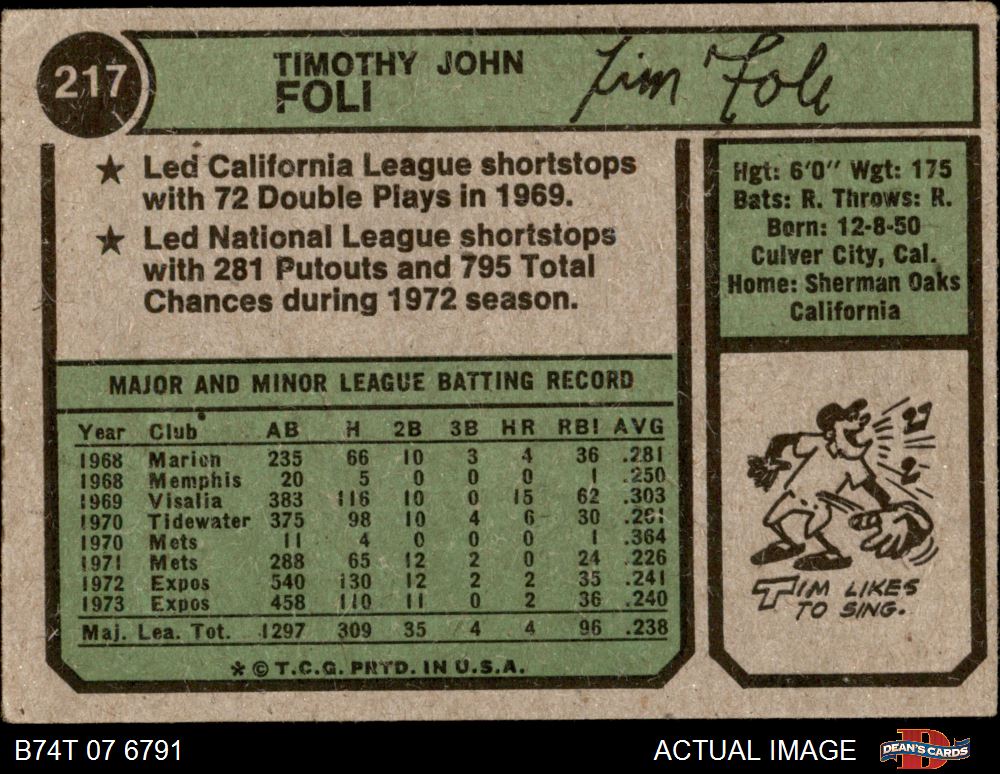 217
TIMOTHY JOHN
FOLI
Tim Foli
★ Led California League shortstops
with 72 Double Plays in 1969.
★ Led National League shortstops
with 281 Putouts and 795 Total
Chances during 1972 season.
Hgt: 6'0" Wgt: 175
Bats: R. Throws: R.
Born: 12-8-50
Culver City, Cal.
Home: Sherman Oaks
California
MAJOR AND MINOR LEAGUE BATTING RECORD
Year Club AB H 2B 3B HR RBI AVG
1968 Marion 235 66 10 3 4 36 .281
1968 Memphis 20 5 0 0 0 1 .250
1969 Visalia 383 116 10 0 15 62 .303
1970 Tidewater 375 98 10 4 6 30 .261
1970 Mets 11 4 0 0 0 1 .364
1971 Mets 288 65 12 2 0 24 .226
1972 Expos 540 130 12 2 2 35 .241
1973 Expos 458 110 11 0 2 36 .240
Maj. Lea. Tot. 1297 309 35 4 4 96 .238
* © T.C.G. PRTD. IN U.S.A.
TIM LIKES
TO SING.
B74T 07 6791
ACTUAL IMAGE
DEAN'S CARDS